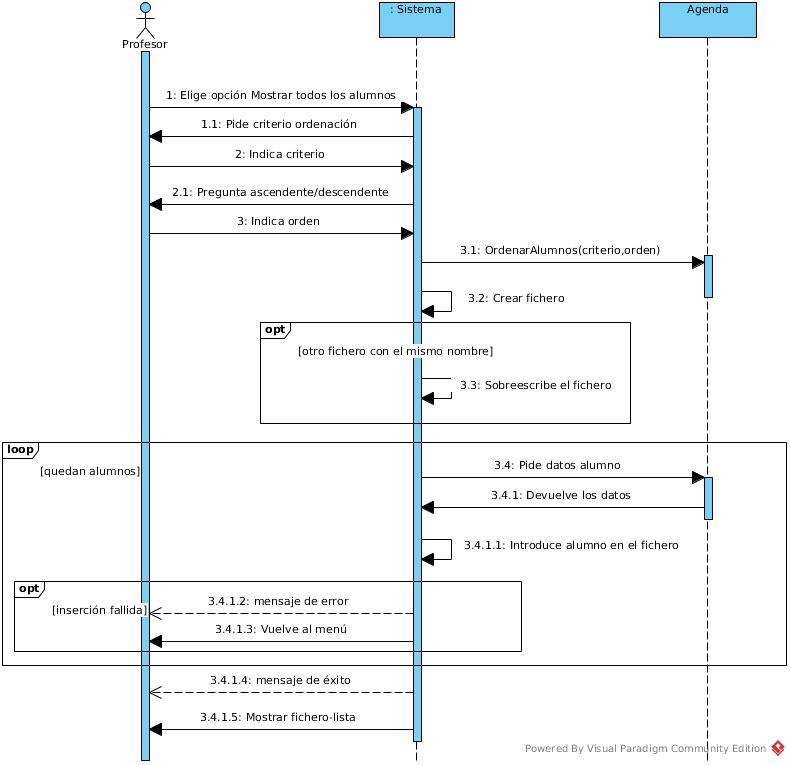 : Sistema
Agenda
Profesor
1: Elige opción Mostrar todos los alumnos
1.1: Pide criterio ordenación
2: Indica criterio
2.1: Pregunta ascendente/descendente
3: Indica orden
3.1: OrdenarAlumnos(criterio,orden)
3.2: Crear fichero
opt
[otro fichero con el mismo nombre]
3.3: Sobreescribe el fichero
loop
[quedan alumnos]
3.4: Pide datos alumno
3.4.1: Devuelve los datos
3.4.1.1: Introduce alumno en el fichero
opt
[inserción fallida]
3.4.1.2: mensaje de error
3.4.1.3: Vuelve al menú
3.4.1.4: mensaje de éxito
3.4.1.5: Mostrar fichero-lista
Powered By Visual Paradigm Community Edition